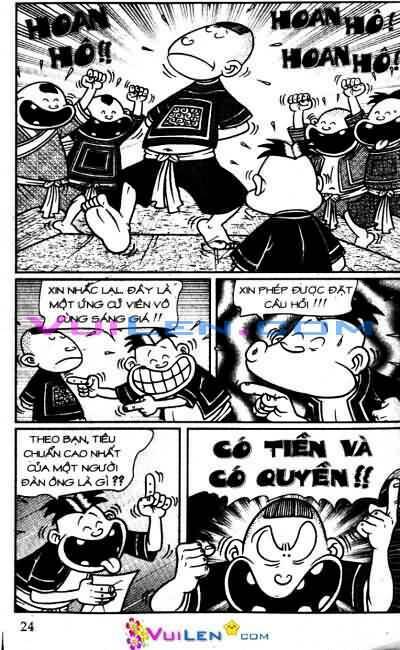 HOAN
HÔ!!
HOAN HÔ!
HOAN HÔ!
XIN NHẮC LẠI. ĐÂY LÀ
MỘT ỨNG CỬ VIÊN VÔ
CÙNG SÁNG GIÁ!!
XIN PHÉP ĐƯỢC ĐẶT
CÂU HỎI !!!
VUILEN.COM
THEO BẠN, TIÊU
CHUẨN CAO NHẤT
CỦA MỘT NGƯỜI
ĐÀN ÔNG LÀ GÌ ??
CÓ TIỀN VÀ
CÓ QUYỀN!!
24
VUILEN.COM